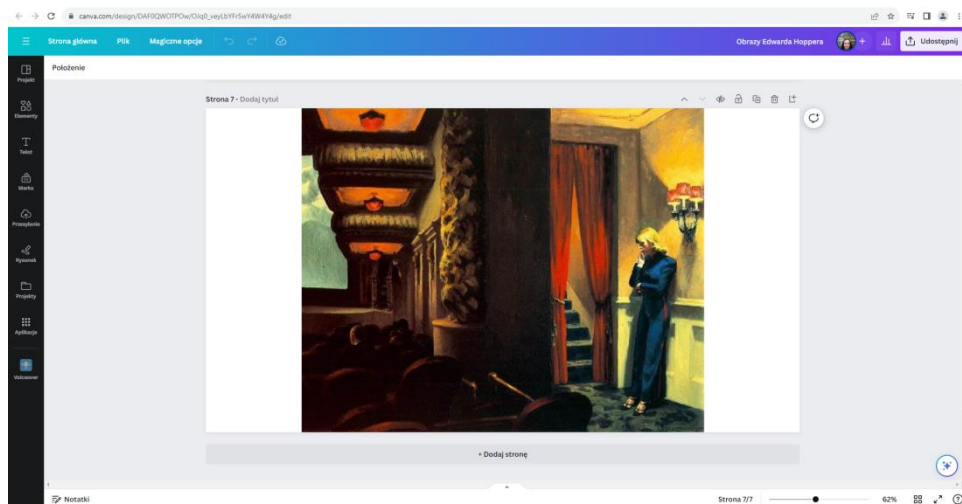 canva.com/design/DAF0QWOTPOw/OJq0_veyLbYFr5wY4W4Y4g/edit
Strona główna Plik Magiczne opcje Obrazy Edwarda Hoppera + Udostępnij
Położenie
Projekt
Elementy
Tekst
Marka
Przesyłanie
Rysunek
Projekty
Aplikacje
Voiceover
Strona 7 - Dodaj tytuł
+ Dodaj stronę
Notatki Strona 7/7 62%